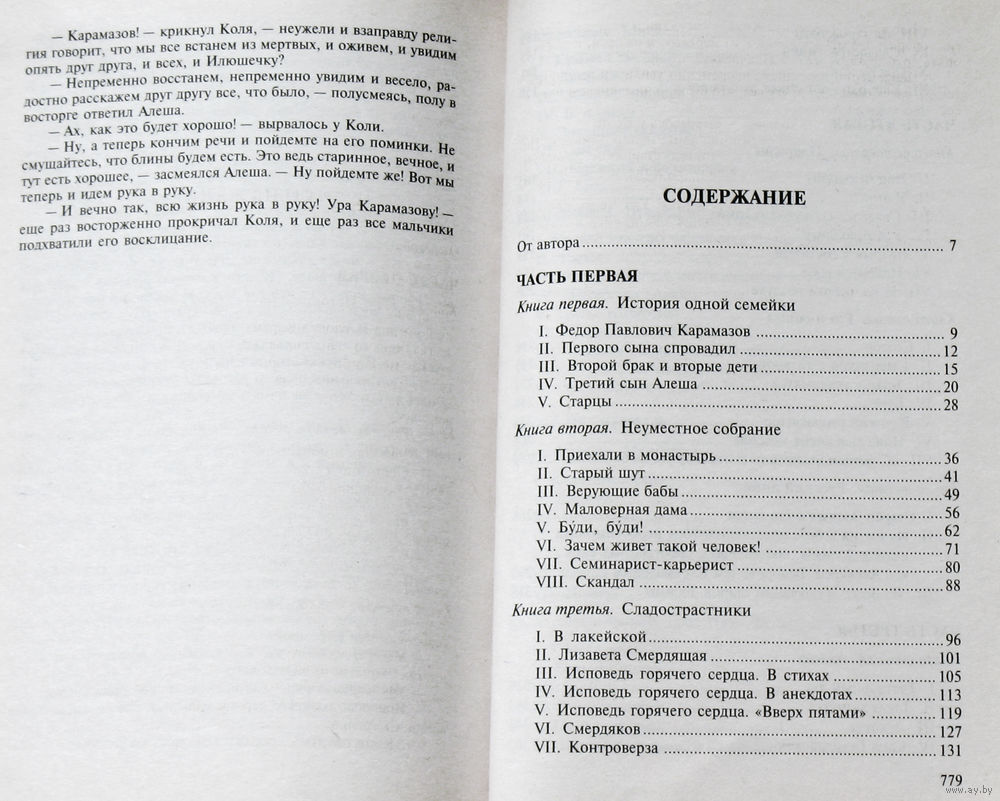 — Карамазов! — крикнул Коля, — неужели и взаправду рели-
гия говорит, что мы все встанем из мертвых, и оживем, и увидим
опять друг друга, и всех, и Илюшечку?
— Непременно восстанем, непременно увидим и весело, ра-
достно расскажем друг другу все, что было, — полусмеясь, полу в
восторге ответил Алеша.
— Ах, как это будет хорошо! — вырвалось у Коли.
— Ну, а теперь кончим речи и пойдемте на его поминки. Не
смущайтесь, что блины будем есть. Это ведь старинное, вечное, и
тут есть хорошее, — засмеялся Алеша. — Ну пойдемте же! Вот мы
теперь и идем рука в руку.
— И вечно так, всю жизнь рука в руку! Ура Карамазову! —
еще раз восторженно прокричал Коля, и еще раз все мальчики
подхватили его восклицание.
СОДЕРЖАНИЕ
От автора ........ 7
ЧАСТЬ ПЕРВАЯ
Книга первая. История одной семейки
I. Федор Павлович Карамазов ........ 9
II. Первого сына спровадил ........ 12
III. Второй брак и вторые дети ........ 15
IV. Третий сын Алеша ........ 20
V. Старцы ........ 28
Книга вторая. Неуместное собрание
I. Приехали в монастырь ........ 36
II. Старый шут ........ 41
III. Верующие бабы ........ 49
IV. Маловерная дама ........ 56
V. Бу́ди, бу́ди! ........ 62
VI. Зачем живет такой человек! ........ 71
VII. Семинарист-карьерист ........ 80
VIII. Скандал ........ 88
Книга третья. Сладострастники
I. В лакейской ........ 96
II. Лизавета Смердящая ........ 101
III. Исповедь горячего сердца. В стихах ........ 105
IV. Исповедь горячего сердца. В анекдотах ........ 113
V. Исповедь горячего сердца. «Вверх пятами» ........ 119
VI. Смердяков ........ 127
VII. Контроверза ........ 131
779
www.ay.by